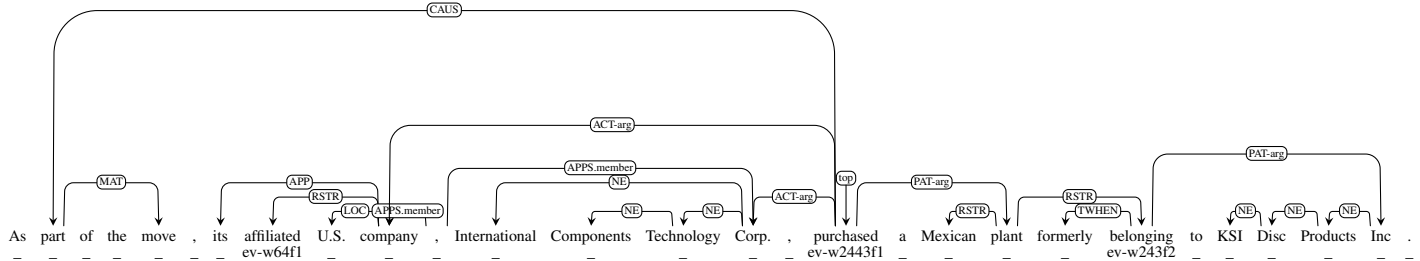 CAUS
ACT-arg
PAT-arg
APPS.member
MAT APP NE top PAT-arg
RSTR ACT-arg RSTR
LOC APPS.member NE NE RSTR TWHEN NE NE NE
As part of the move , its affiliated U.S. company , International Components Technology Corp. , purchased a Mexican plant formerly belonging to KSI Disc Products Inc .
_ _ _ _ _ _ _ ev-w64f1 _ _ _ _ _ _ _ _ ev-w2443f1 _ _ _ _ ev-w243f2 _ _ _ _ _ _